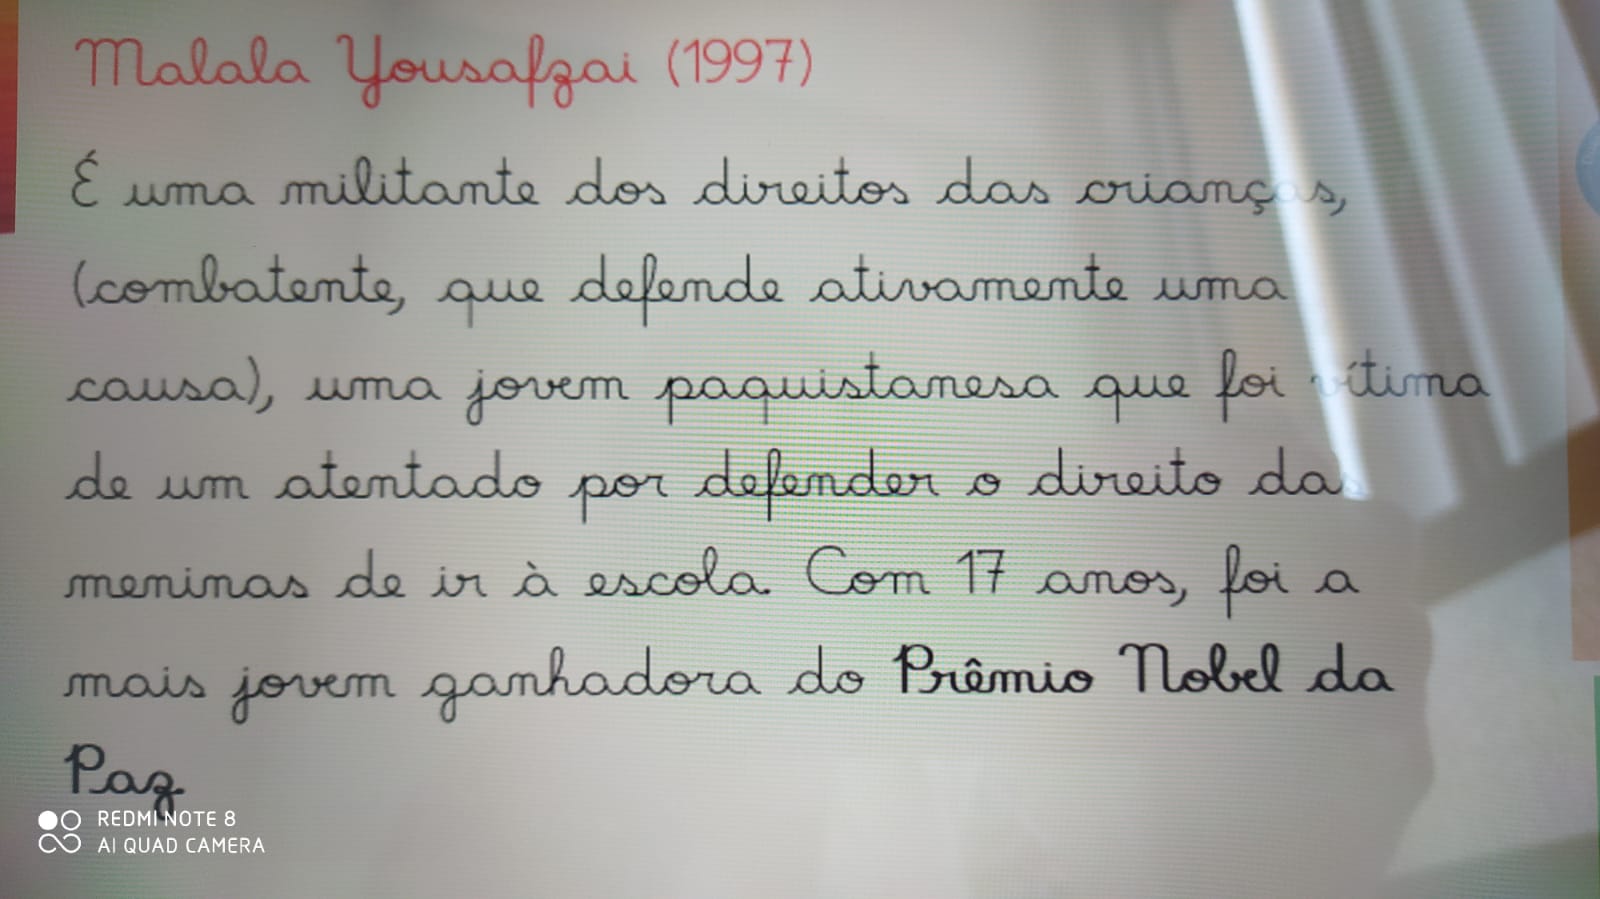 Malala Yousafzai (1997)
É uma militante dos direitos das crianças,
(combatente, que defende ativamente uma
causa), uma jovem paquistanesa que foi vítima
de um atentado por defender o direito das
meninas de ir à escola. Com 17 anos, foi a
mais jovem ganhadora do Prêmio Nobel da
Paz.
REDMI NOTE 8
AI QUAD CAMERA